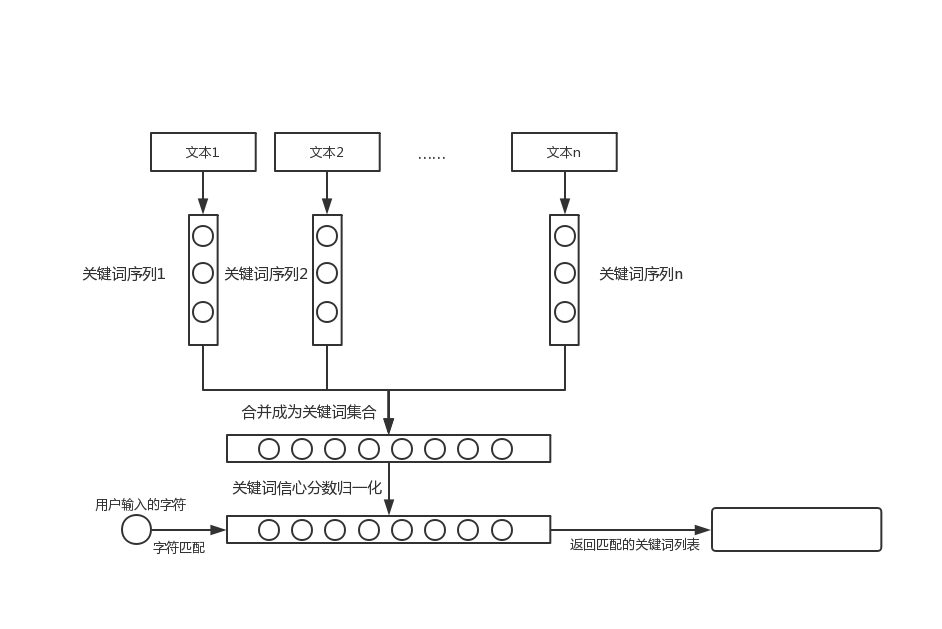 文本1
文本2
……
文本n
关键词序列1
关键词序列2
关键词序列n
合并成为关键词集合
关键词信心分数归一化
用户输入的字符
字符匹配
返回匹配的关键词列表